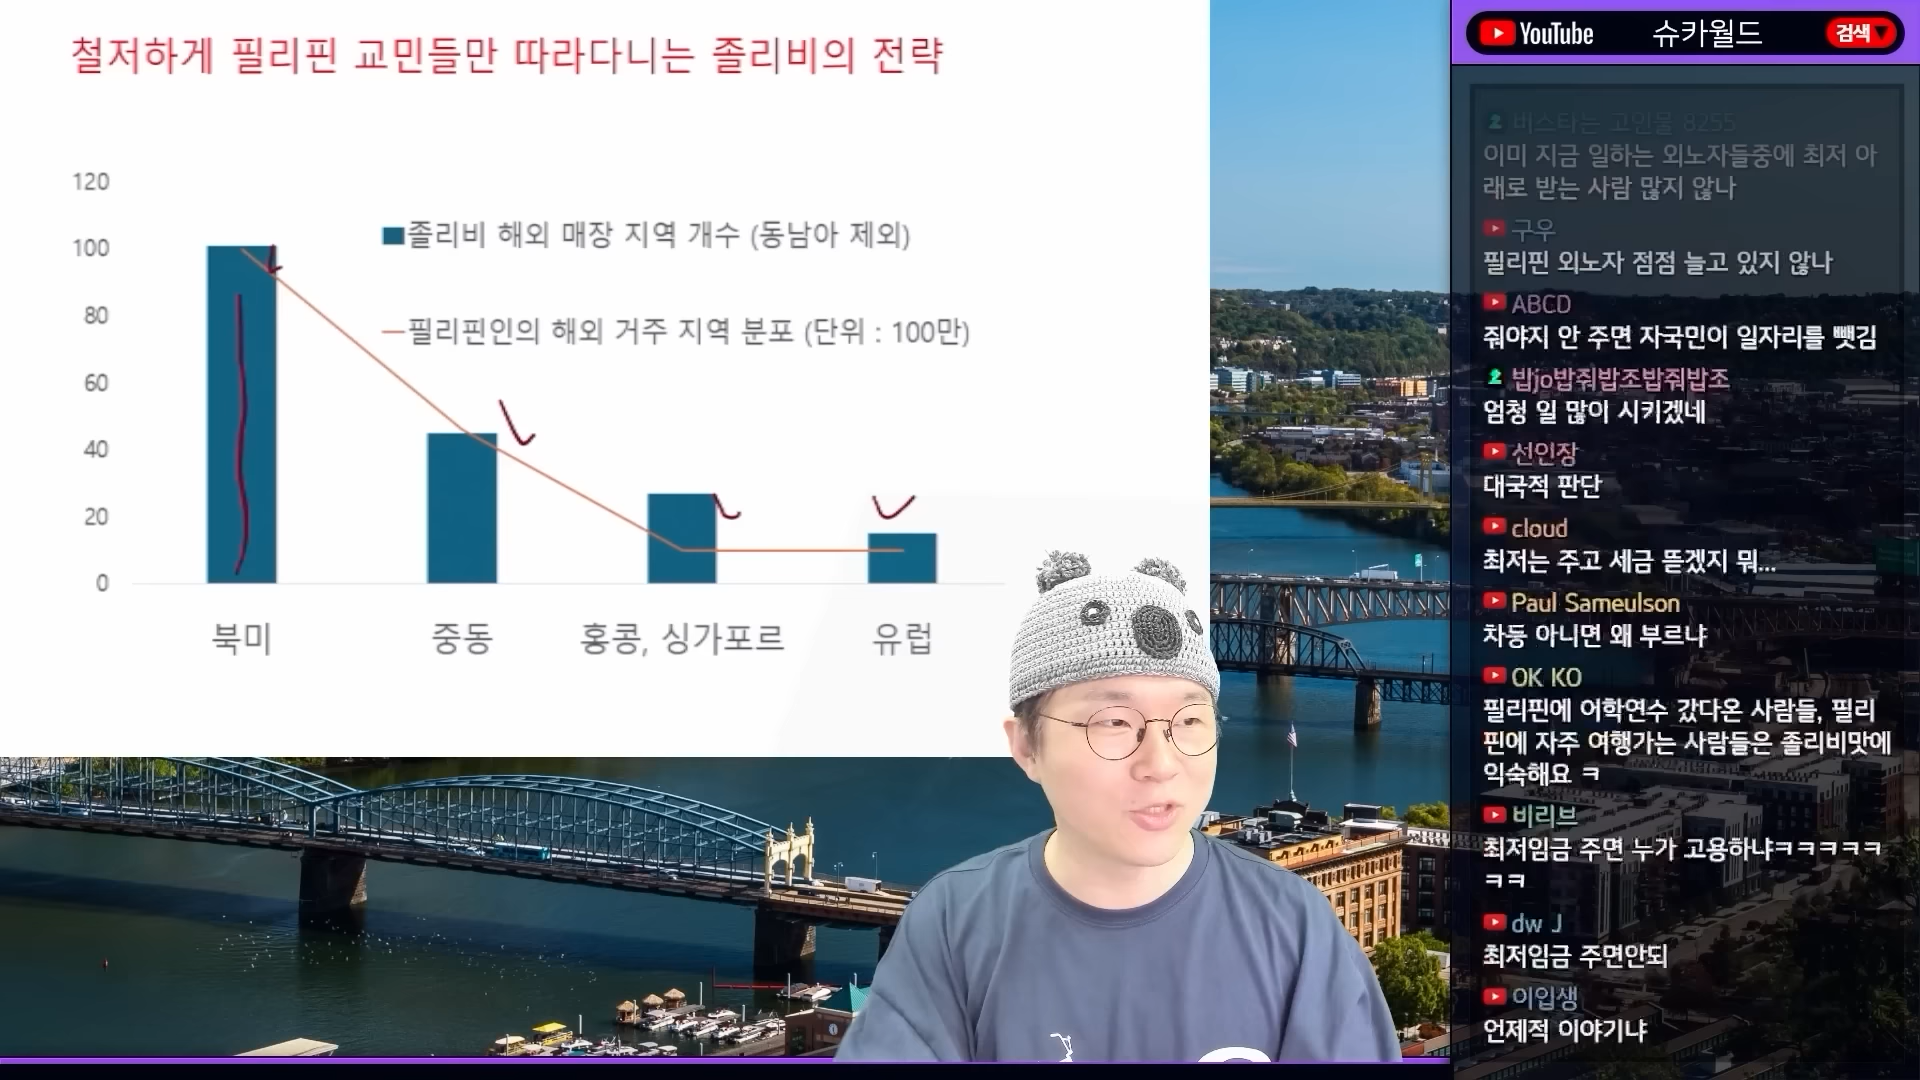 철저하게 필리핀 교민들만 따라다니는 졸리비의 전략
120
100
80
60
40
20
0
졸리비 해외 매장 지역 개수 (동남아 제외)
필리핀인의 해외 거주 지역 분포 (단위 : 100만)
북미
중동
홍콩, 싱가포르
유럽
YouTube
슈카월드
검색
버스타는 고인물 8255
이미 지금 일하는 외노자들중에 최저 아
래로 받는 사람 많지 않나
구우
필리핀 외노자 점점 늘고 있지 않나
ABCD
줘야지 안 주면 자국민이 일자리를 뺏김
밥jo밥줘밥조밥줘밥조
엄청 일 많이 시키겠네
선인장
대국적 판단
cloud
최저는 주고 세금 뜯겠지 뭐...
Paul Sameulson
차등 아니면 왜 부르냐
OK KO
필리핀에 어학연수 갔다온 사람들, 필리
핀에 자주 여행가는 사람들은 졸리비맛에
익숙해요 ㅋ
비리브
최저임금 주면 누가 고용하냐ㅋㅋㅋㅋㅋ
ㅋㅋ
dw J
최저임금 주면안되
이입생
언제적 이야기냐